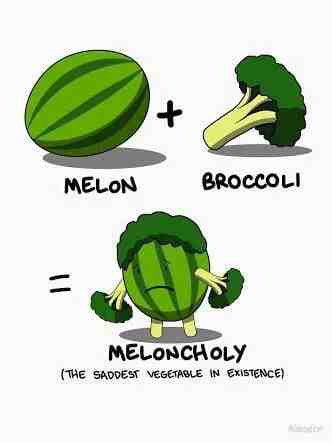 +
MELON
BROCCOLI
=
MELONCHOLY
(THE SADDEST VEGETABLE IN EXISTENCE)